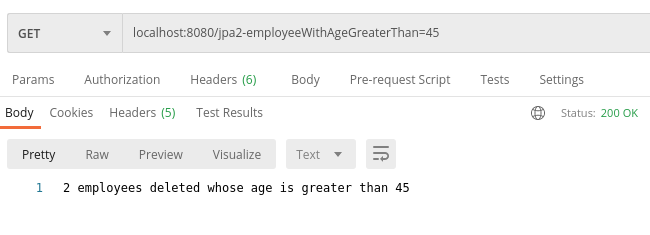 GET localhost:8080/jpa2-employeeWithAgeGreaterThan=45
Params Authorization Headers (6) Body Pre-request Script Tests Settings
Body Cookies Headers (5) Test Results Status: 200 OK
Pretty Raw Preview Visualize Text
1 2 employees deleted whose age is greater than 45